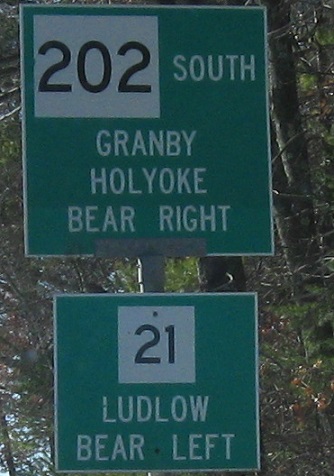 202 SOUTH
GRANBY
HOLYOKE
BEAR RIGHT
21
LUDLOW
BEAR LEFT